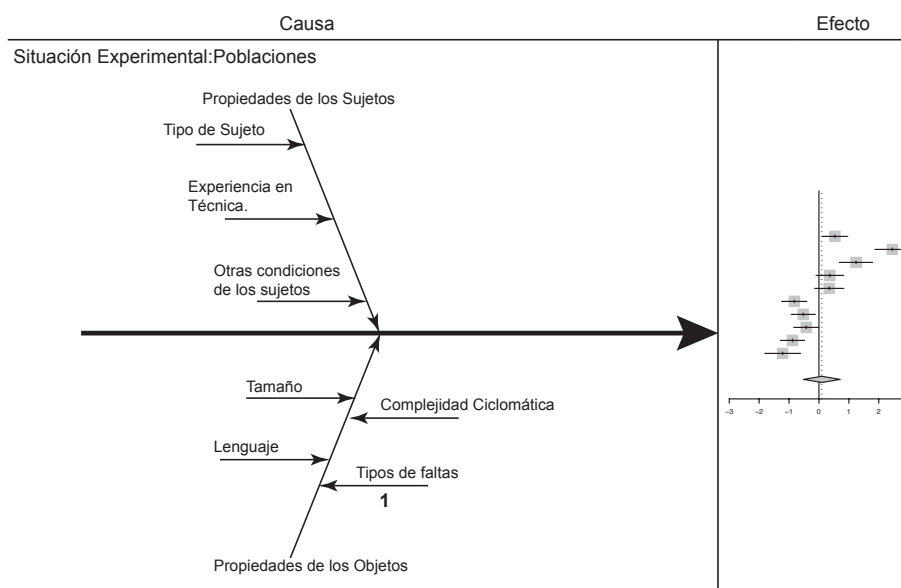 Causa
Efecto
Situación Experimental:Poblaciones
Propiedades de los Sujetos
Tipo de Sujeto
Experiencia en
Técnica.
Otras condiciones
de los sujetos
Tamaño
Complejidad Ciclomática
Lenguaje
Tipos de faltas
1
Propiedades de los Objetos
−3 −2 −1 0 1 2